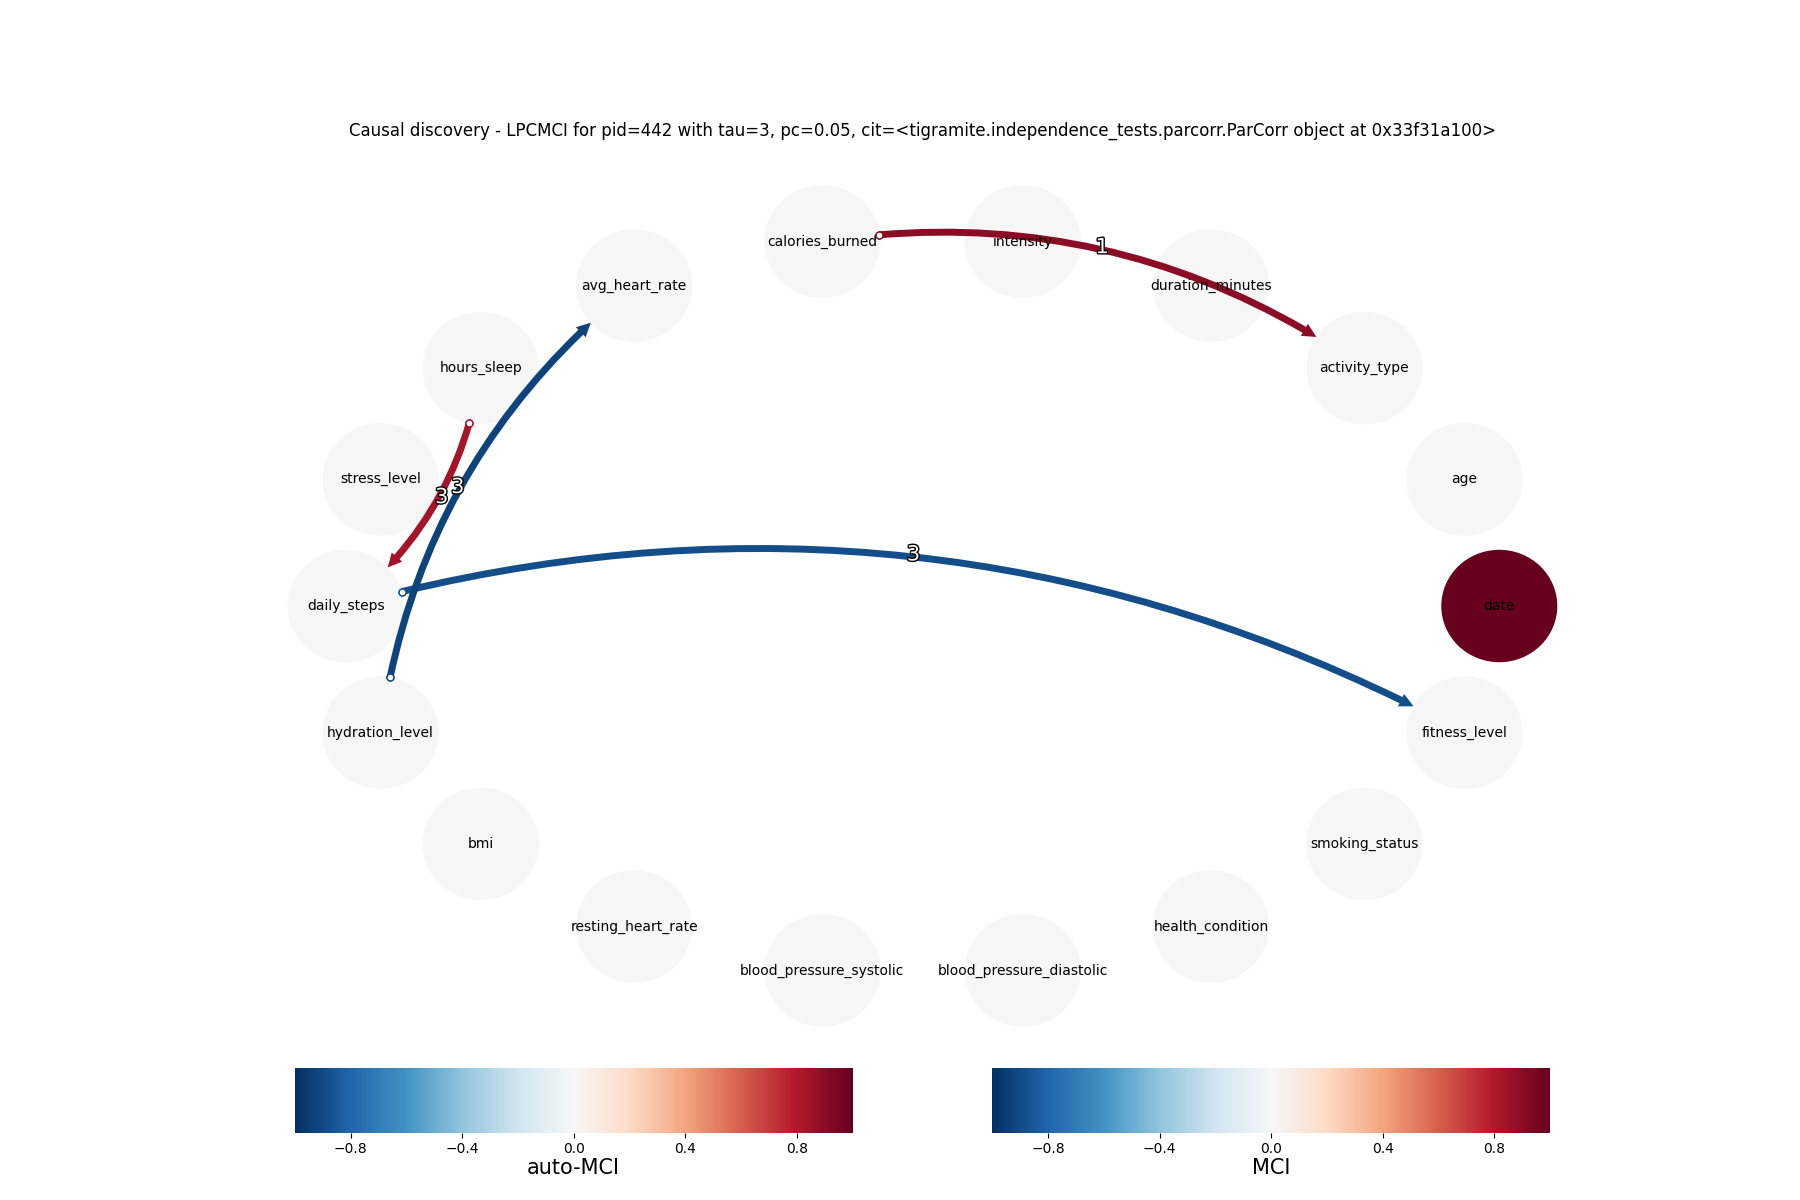 Causal discovery - LPCMCI for pid=442 with tau=3, pc=0.05, cit=<tigramite.independence_tests.parcorr.ParCorr object at 0x33f31a100>
calories_burned
intensity
1
avg_heart_rate
duration_minutes
hours_sleep
activity_type
stress_level
3
3
age
3
daily_steps
date
hydration_level
fitness_level
bmi
smoking_status
resting_heart_rate
health_condition
blood_pressure_systolic
blood_pressure_diastolic
−0.8 −0.4 0.0 0.4 0.8
auto-MCI
−0.8 −0.4 0.0 0.4 0.8
MCI